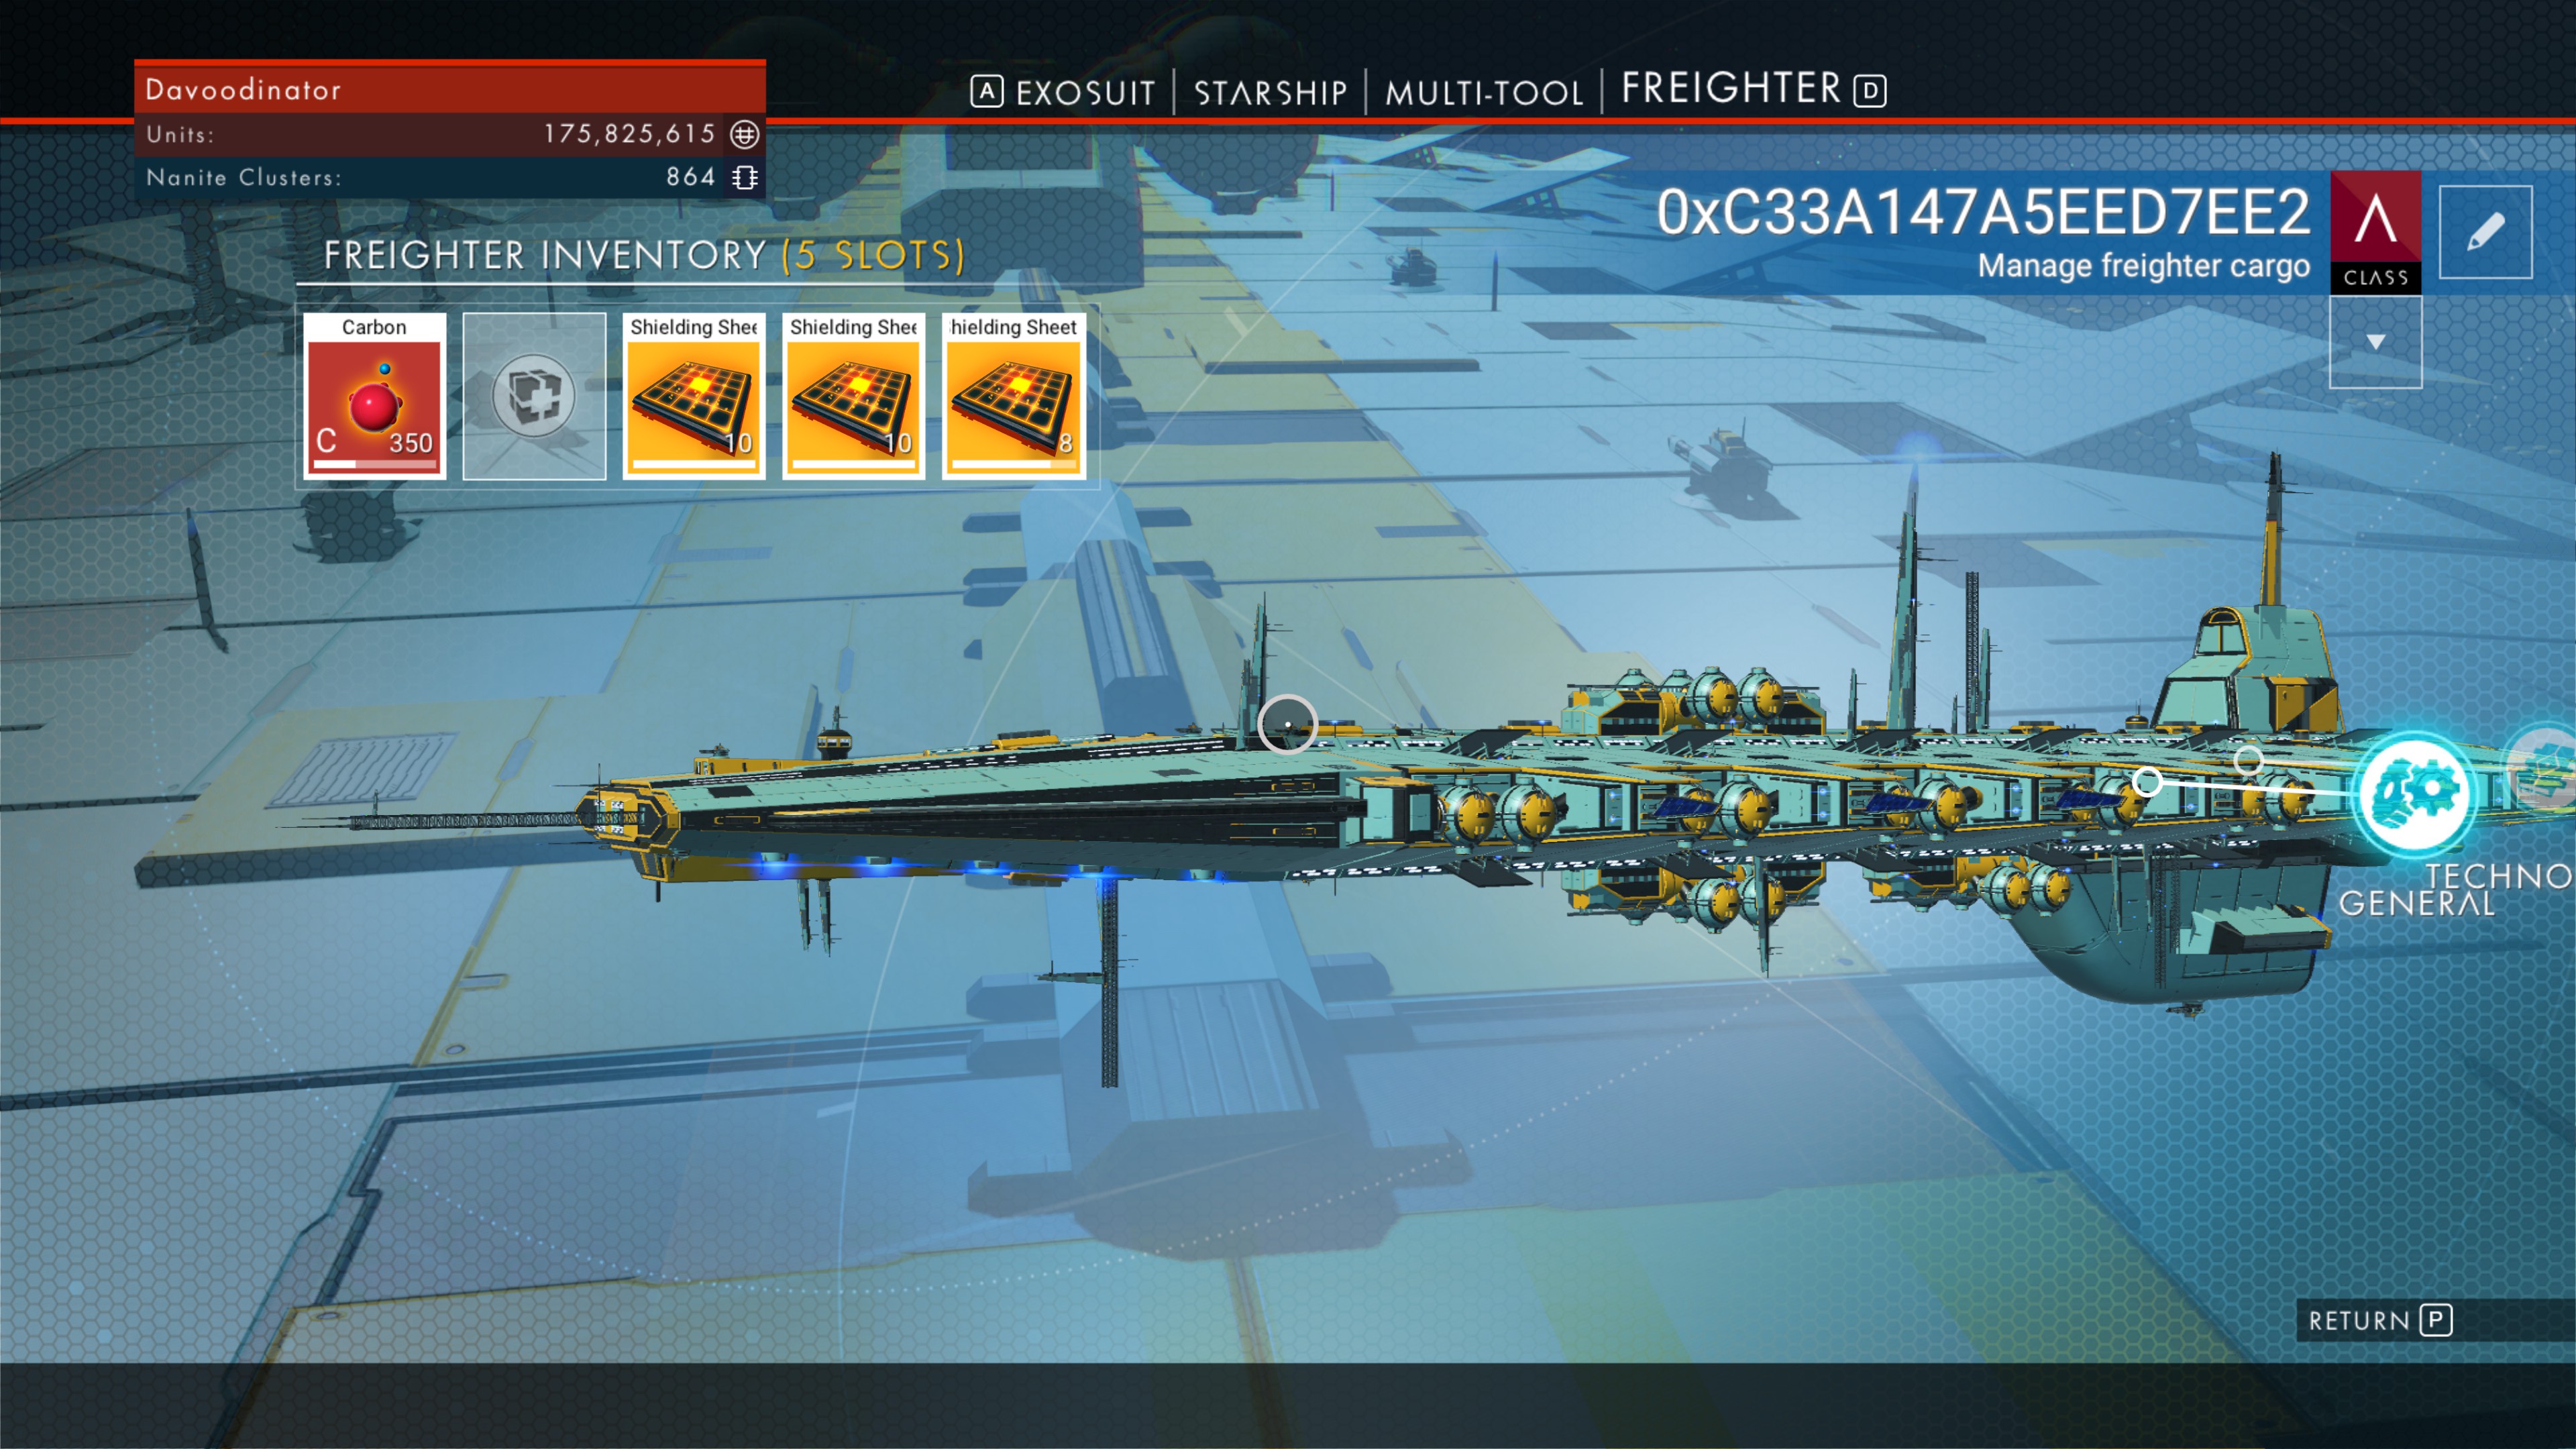 Davoodinator
Units: 175,825,615
Nanite Clusters: 864
A EXOSUIT STARSHIP MULTI-TOOL FREIGHTER D
0xC33A147A5EED7EE2
Manage freighter cargo
A
CLASS
FREIGHTER INVENTORY (5 SLOTS)
Carbon
C 350
Shielding Shee
10
Shielding Shee
10
hielding Sheet
8
TECHNO
GENERAL
RETURN P